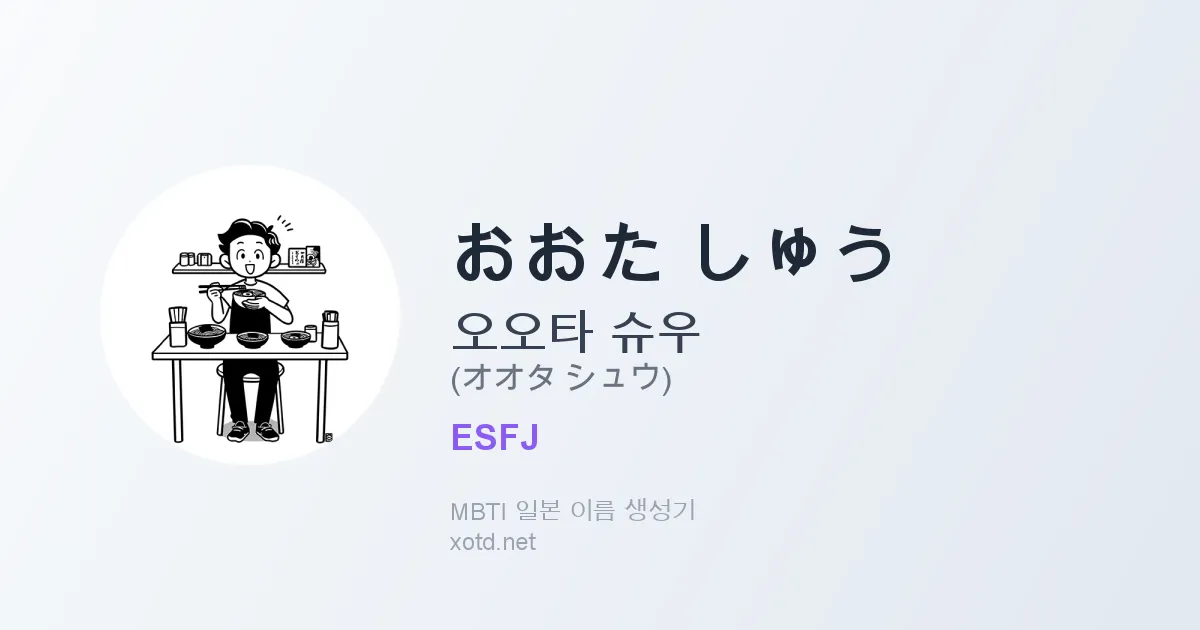 おおた しゅう
오오타 슈우
(オオタ シュウ)
ESFJ
MBTI 일본 이름 생성기
xotd.net